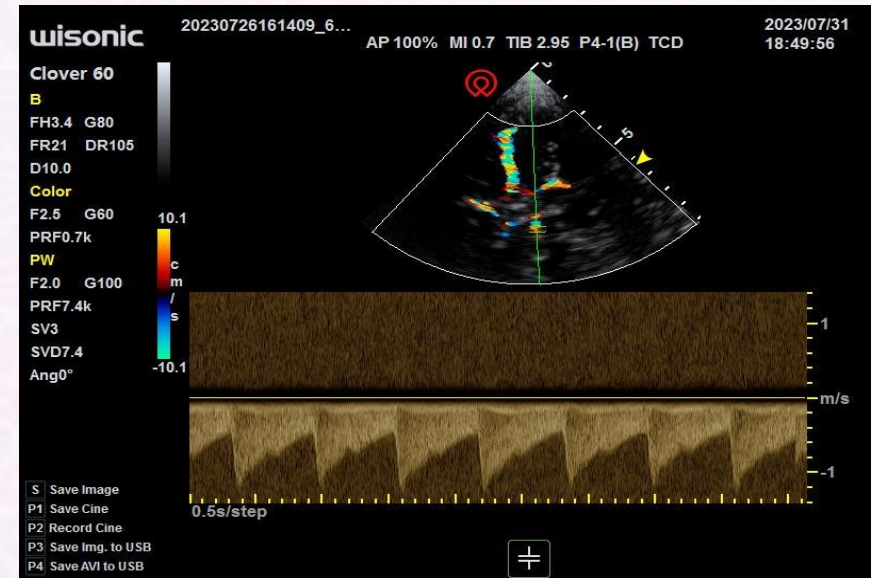 wisonic
20230726161409_6...
AP 100% MI 0.7 TIB 2.95 P4-1(B) TCD
2023/07/31
18:49:56
Clover 60
B
FH3.4 G80
FR21 DR105
D10.0
Color
F2.5 G60
PRF0.7k
PW
F2.0 G100
PRF7.4k
SV3
SVD7.4
Ang0°
10.1
c
m
/
s
-10.1
0
5
1
m/s
-1
0.5s/step
S Save Image
P1 Save Cine
P2 Record Cine
P3 Save Img. to USB
P4 Save AVI to USB